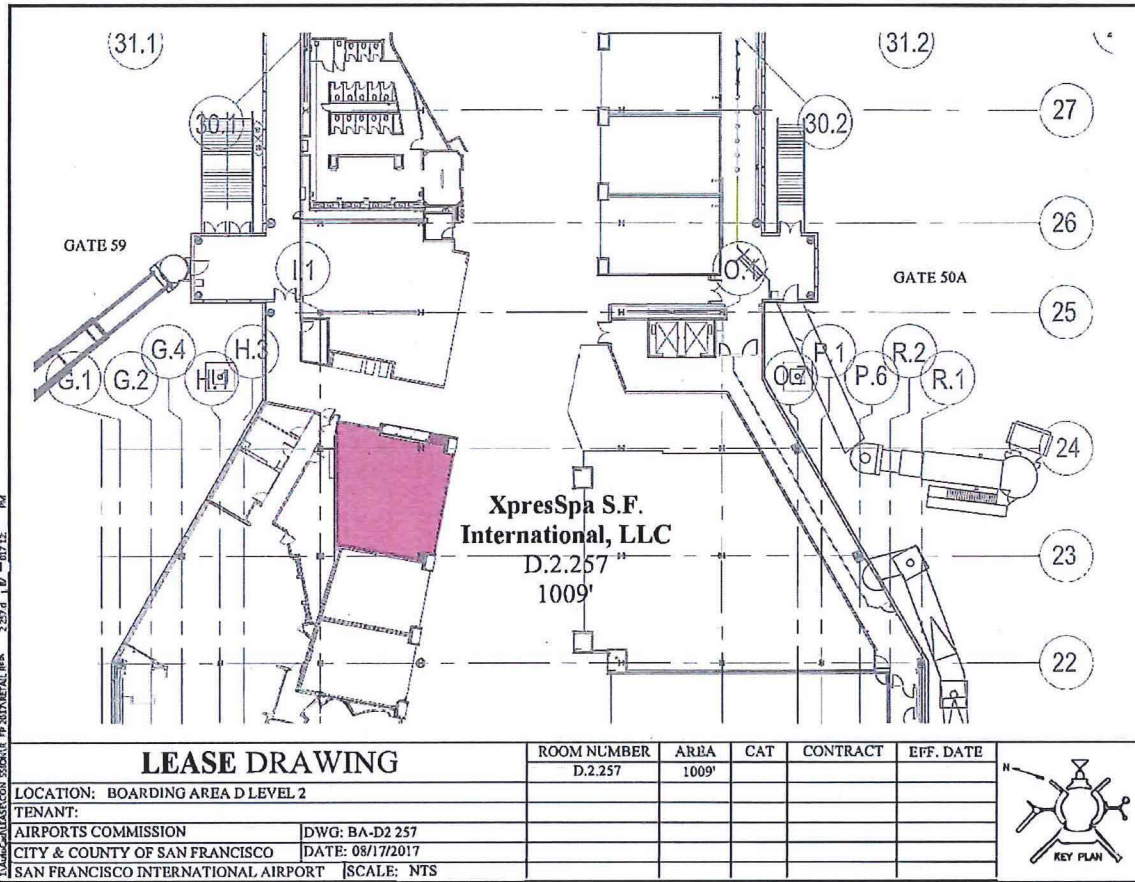 31.1
31.2
30.1
30.2
27
26
GATE 59
I.1
O.1
GATE 50A
25
G.1
G.2
G.4
H.1
H.3
P.1
P.6
R.2
R.1
24
XpresSpa S.F.
International, LLC
D.2.257
1009'
23
22
LEASE DRAWING
ROOM NUMBER AREA CAT CONTRACT EFF. DATE
D.2.257 1009'
LOCATION: BOARDING AREA D LEVEL 2
TENANT:
AIRPORTS COMMISSION DWG: BA-D2 257
CITY & COUNTY OF SAN FRANCISCO DATE: 08/17/2017
SAN FRANCISCO INTERNATIONAL AIRPORT SCALE: NTS
N
KEY PLAN